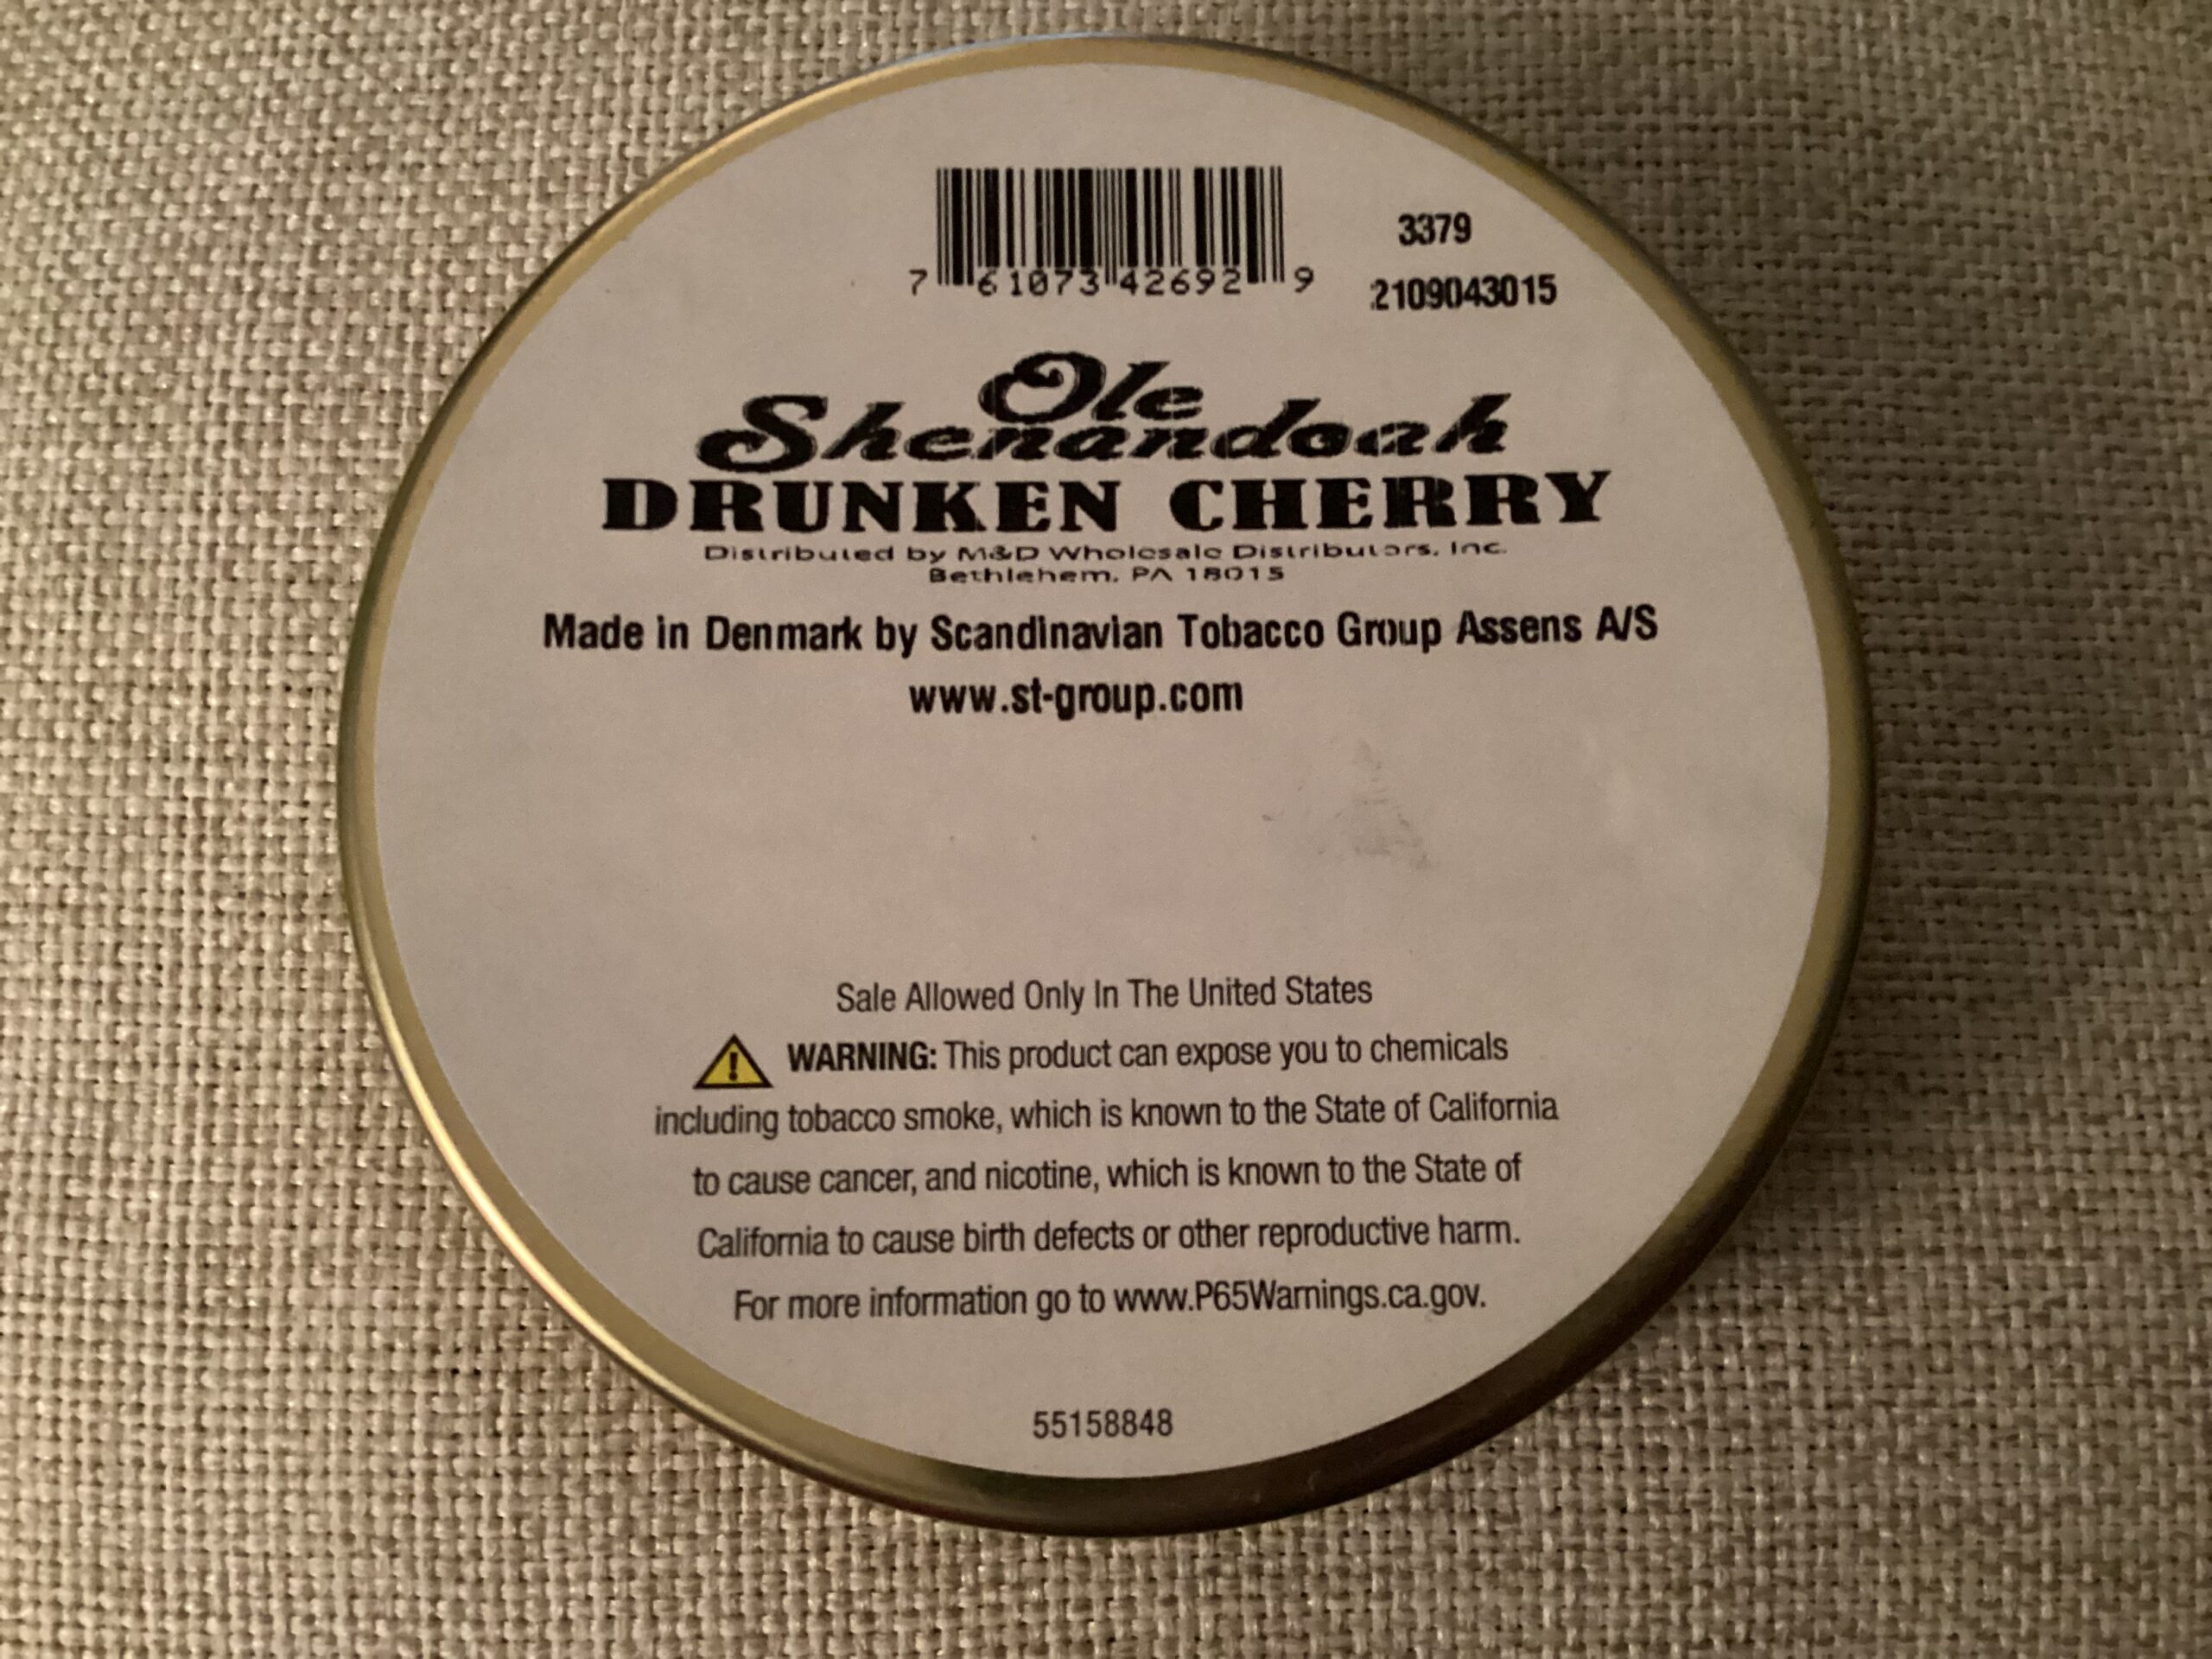 7 61073 42692 9
3379
2109043015
Ole
Shenandoah
DRUNKEN CHERRY
Distributed by M&D Wholesale Distributors, Inc.
Bethlehem, PA 18015
Made in Denmark by Scandinavian Tobacco Group Assens A/S
www.st-group.com
Sale Allowed Only In The United States
WARNING: This product can expose you to chemicals
including tobacco smoke, which is known to the State of California
to cause cancer, and nicotine, which is known to the State of
California to cause birth defects or other reproductive harm.
For more information go to www.P65Warnings.ca.gov.
55158848